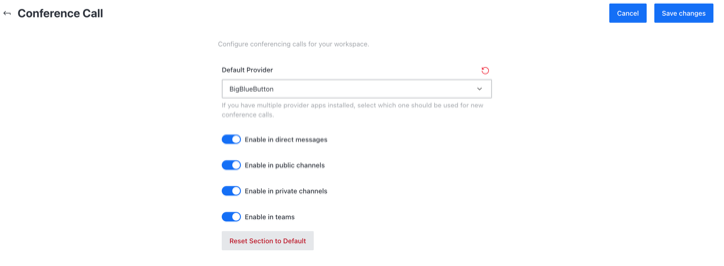 Conference Call
Cancel
Save changes
Configure conferencing calls for your workspace.
Default Provider
BigBlueButton
If you have multiple provider apps installed, select which one should be used for new
conference calls.
Enable in direct messages
Enable in public channels
Enable in private channels
Enable in teams
Reset Section to Default